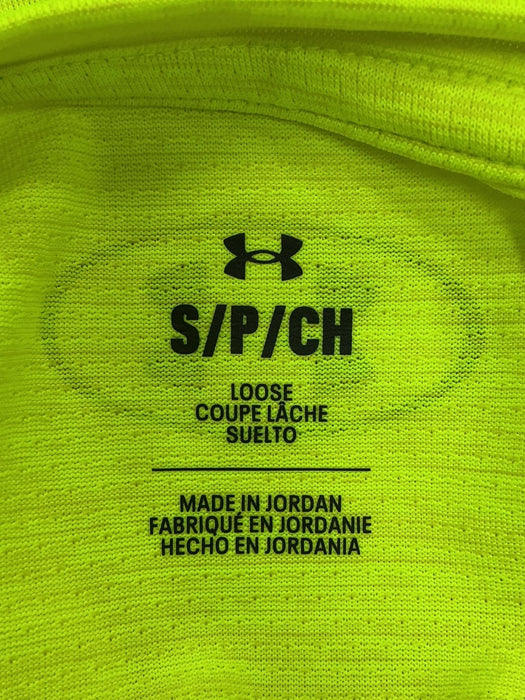 S/P/CH
LOOSE
COUPE LÂCHE
SUELTO
MADE IN JORDAN
FABRIQUÉ EN JORDANIE
HECHO EN JORDANIA